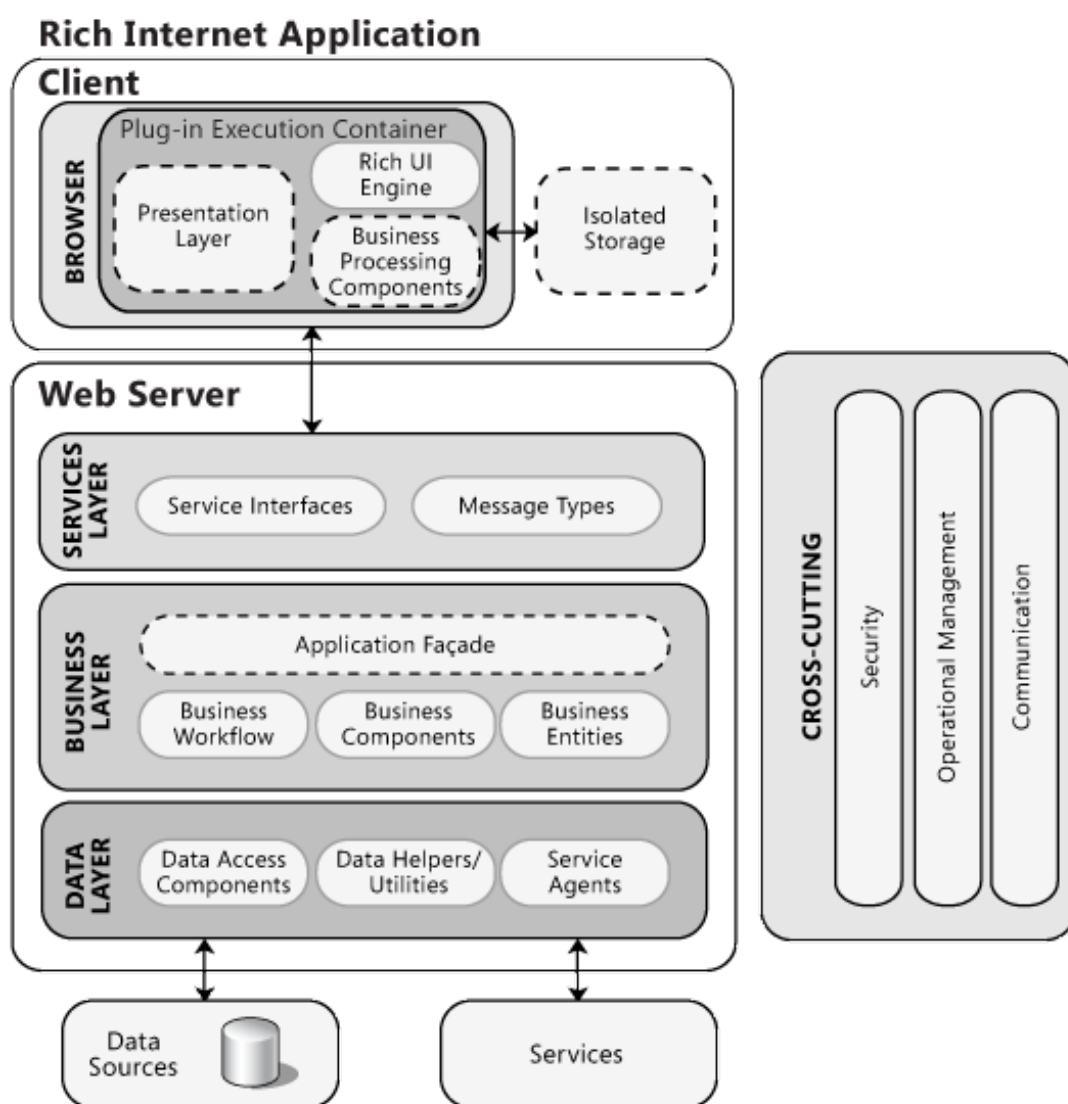 Rich Internet Application
Client
BROWSER
Plug-in Execution Container
Presentation
Layer
Rich UI
Engine
Business
Processing
Components
Isolated
Storage
Web Server
SERVICES
LAYER
Service Interfaces
Message Types
BUSINESS
LAYER
Application Façade
Business
Workflow
Business
Components
Business
Entities
DATA
LAYER
Data Access
Components
Data Helpers/
Utilities
Service
Agents
Data
Sources
Services
CROSS-CUTTING
Security
Operational Management
Communication